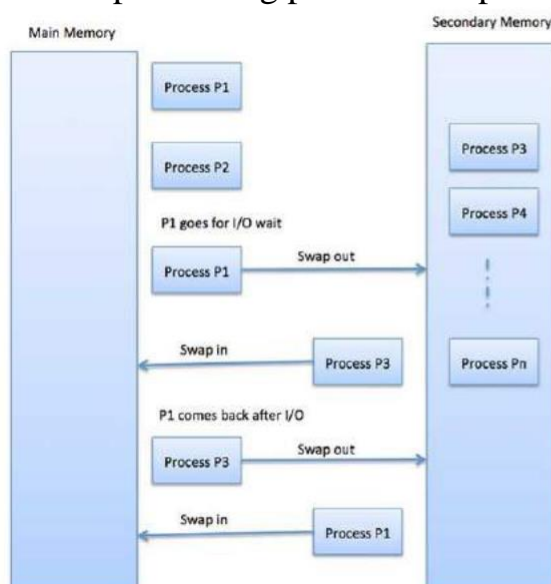 Main Memory
Secondary Memory
Process P1
Process P2
Process P3
Process P4
P1 goes for I/O wait
Process P1
Swap out
Swap in
Process P3
Process Pn
P1 comes back after I/O
Process P3
Swap out
Swap in
Process P1